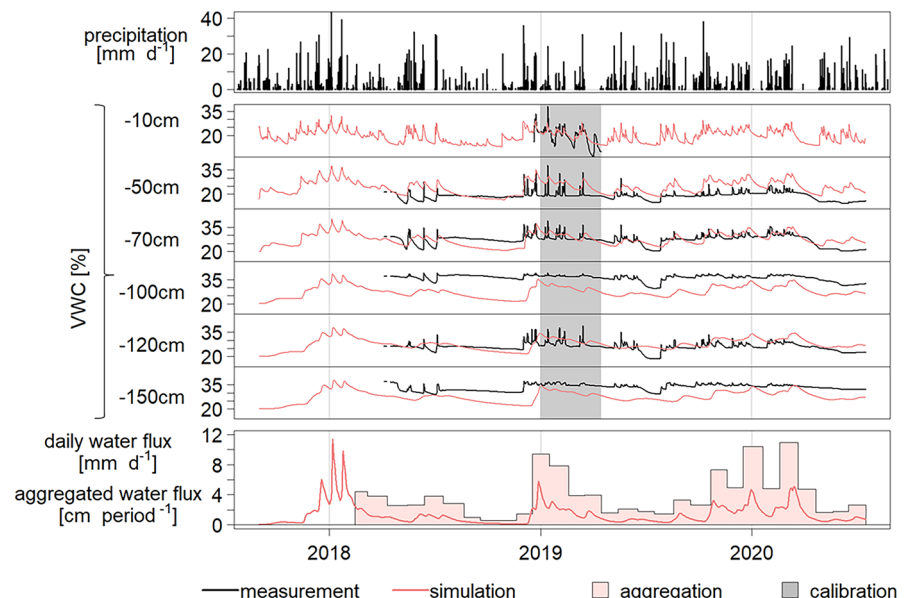 precipitation
[mm d-1]
40
20
0
VWC [%]
-10cm
35
20
-50cm
35
20
-70cm
35
20
-100cm
35
20
-120cm
35
20
-150cm
35
20
daily water flux
[mm d-1]
aggregated water flux
[cm period-1]
12
8
4
0
2018 2019 2020
measurement simulation aggregation calibration